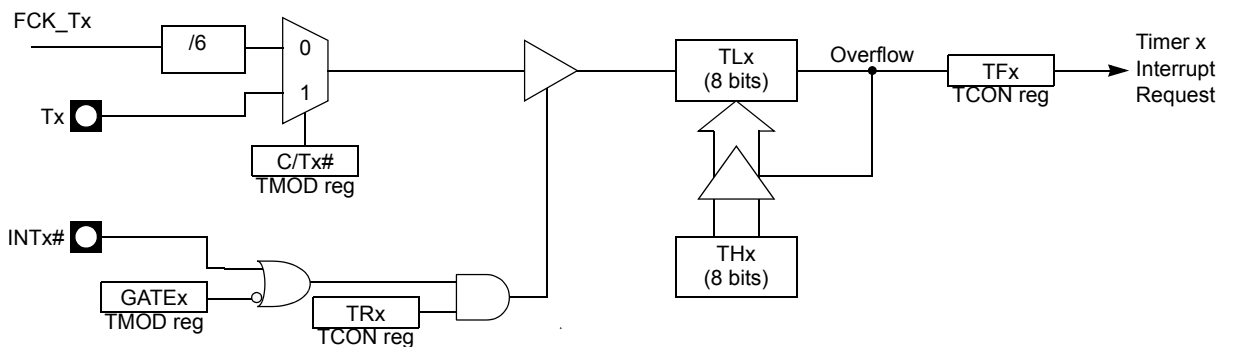 FCK_Tx
/6
0
1
Tx
C/Tx#
TMOD reg
INTx#
GATEx
TMOD reg
TRx
TCON reg
TLx
(8 bits)
Overflow
THx
(8 bits)
TFx
TCON reg
Timer x
Interrupt
Request